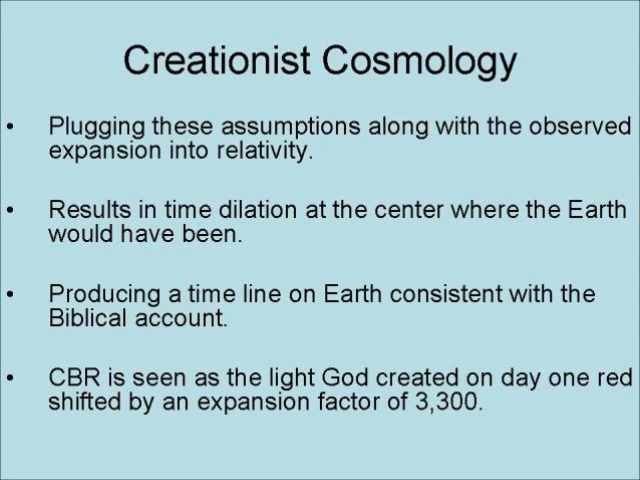 Creationist Cosmology
• Plugging these assumptions along with the observed
expansion into relativity.
• Results in time dilation at the center where the Earth
would have been.
• Producing a time line on Earth consistent with the
Biblical account.
• CBR is seen as the light God created on day one red
shifted by an expansion factor of 3,300.